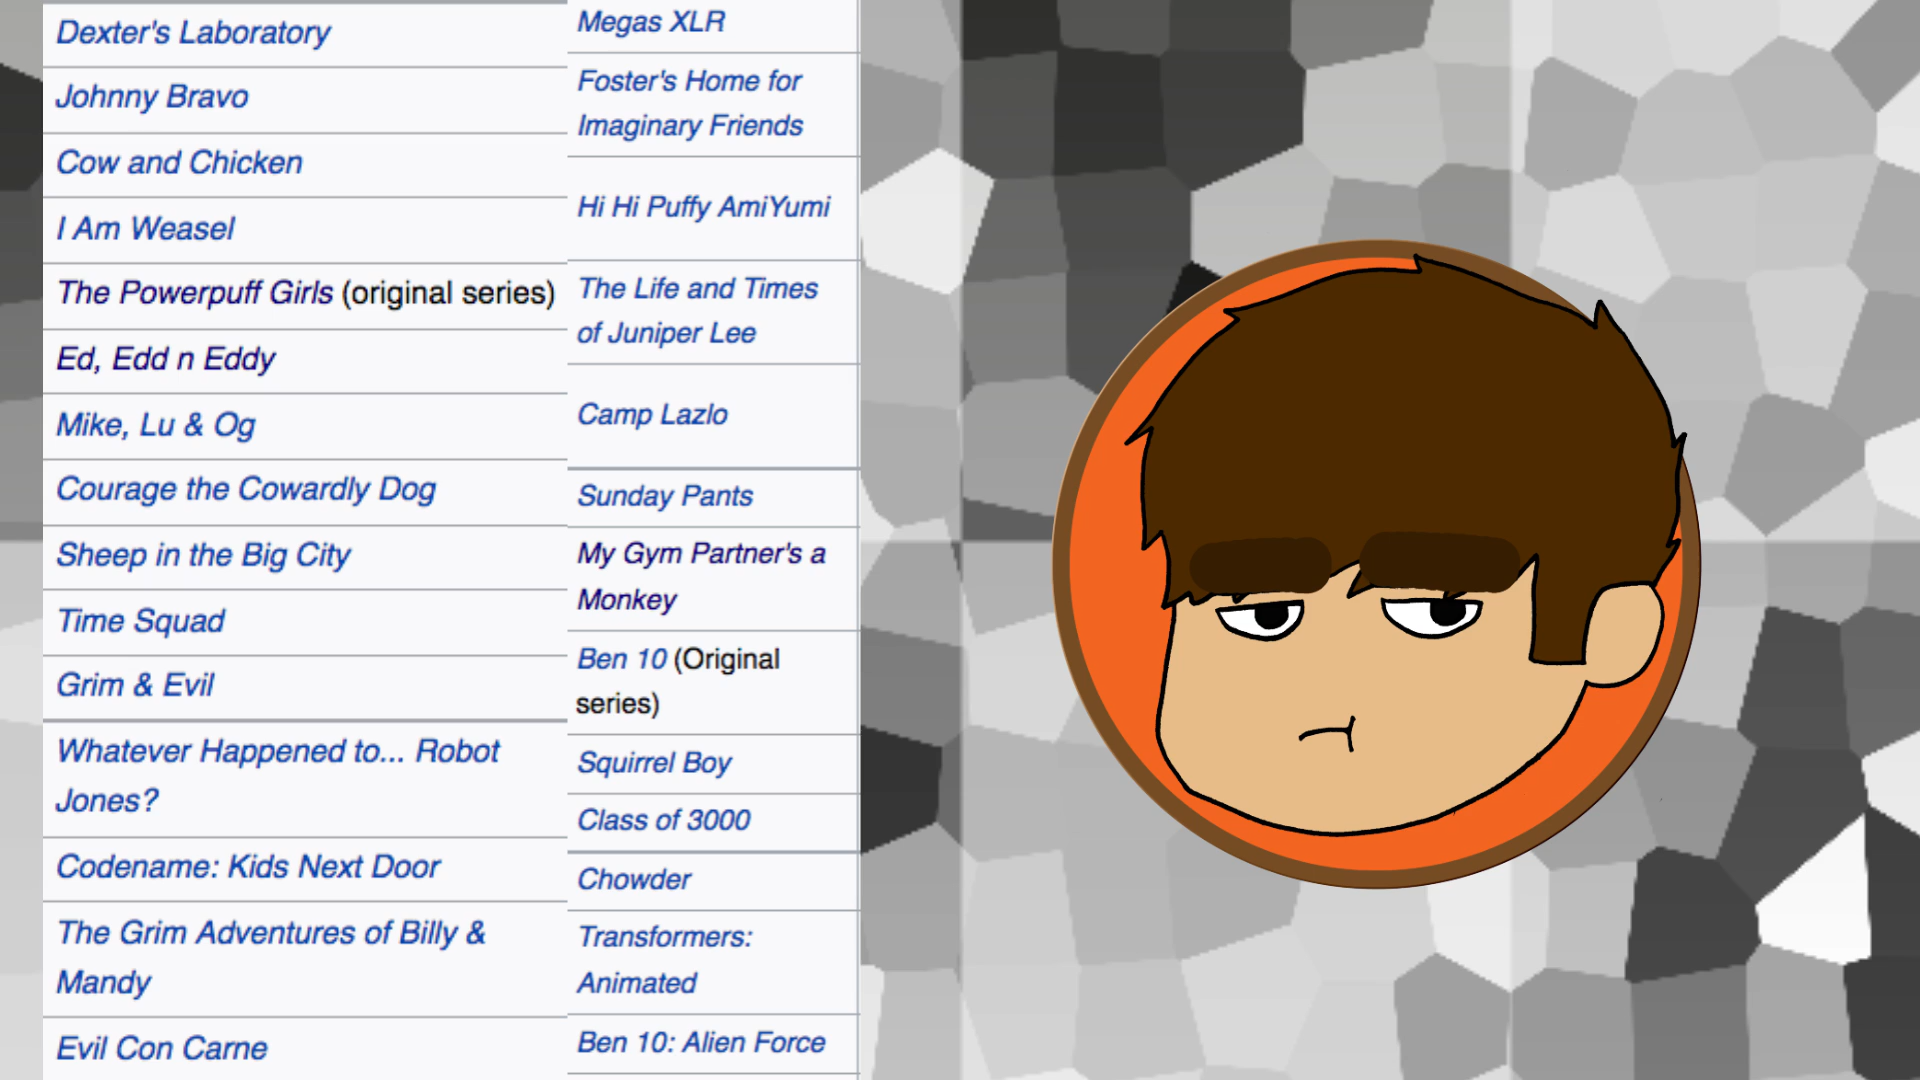 Dexter's Laboratory
Johnny Bravo
Cow and Chicken
I Am Weasel
The Powerpuff Girls (original series)
Ed, Edd n Eddy
Mike, Lu & Og
Courage the Cowardly Dog
Sheep in the Big City
Time Squad
Grim & Evil
Whatever Happened to... Robot
Jones?
Codename: Kids Next Door
The Grim Adventures of Billy &
Mandy
Evil Con Carne
Megas XLR
Foster's Home for
Imaginary Friends
Hi Hi Puffy AmiYumi
The Life and Times
of Juniper Lee
Camp Lazlo
Sunday Pants
My Gym Partner's a
Monkey
Ben 10 (Original
series)
Squirrel Boy
Class of 3000
Chowder
Transformers:
Animated
Ben 10: Alien Force